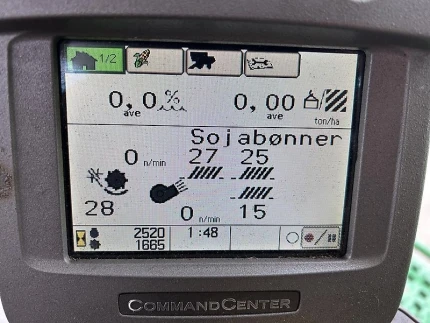 1/2
0,0 %
ave
0,00
ave
ton/ha
Sojabønner
0 n/min 27 25
28 0 n/min 15
2520 1:48
1665
COMMANDCENTER